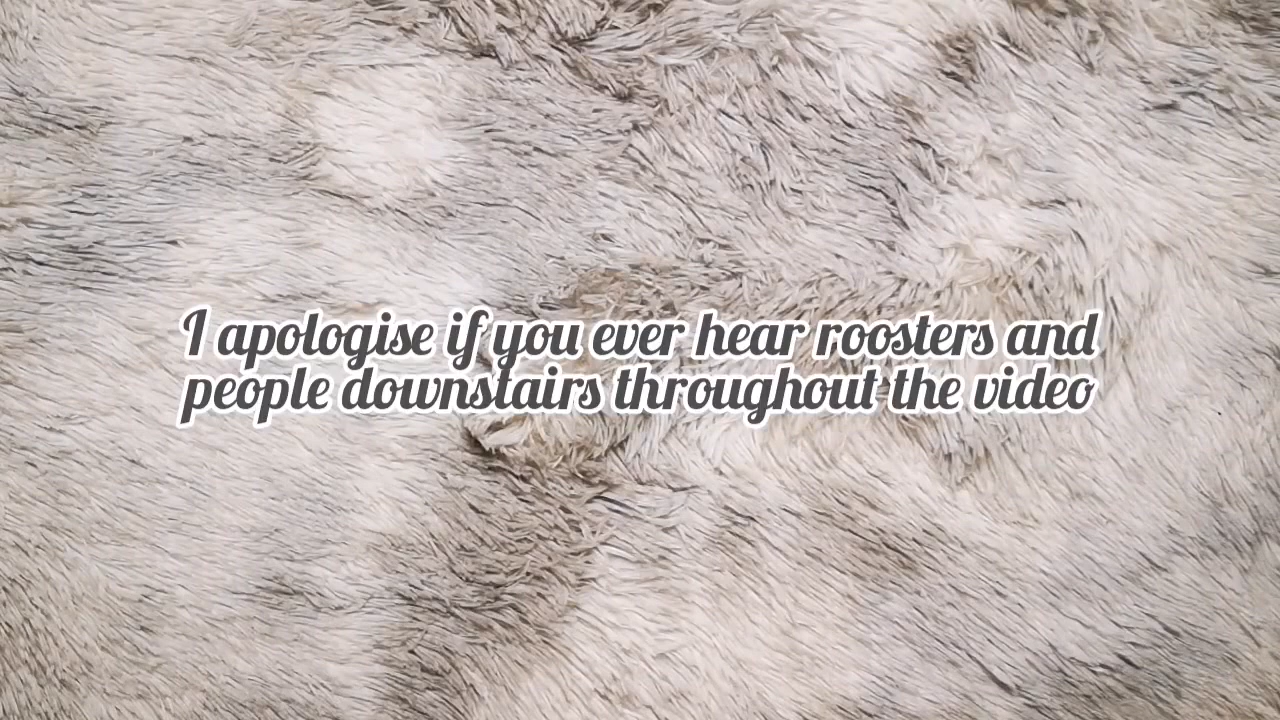 I apologise if you ever hear roosters and
people downstairs throughout the video